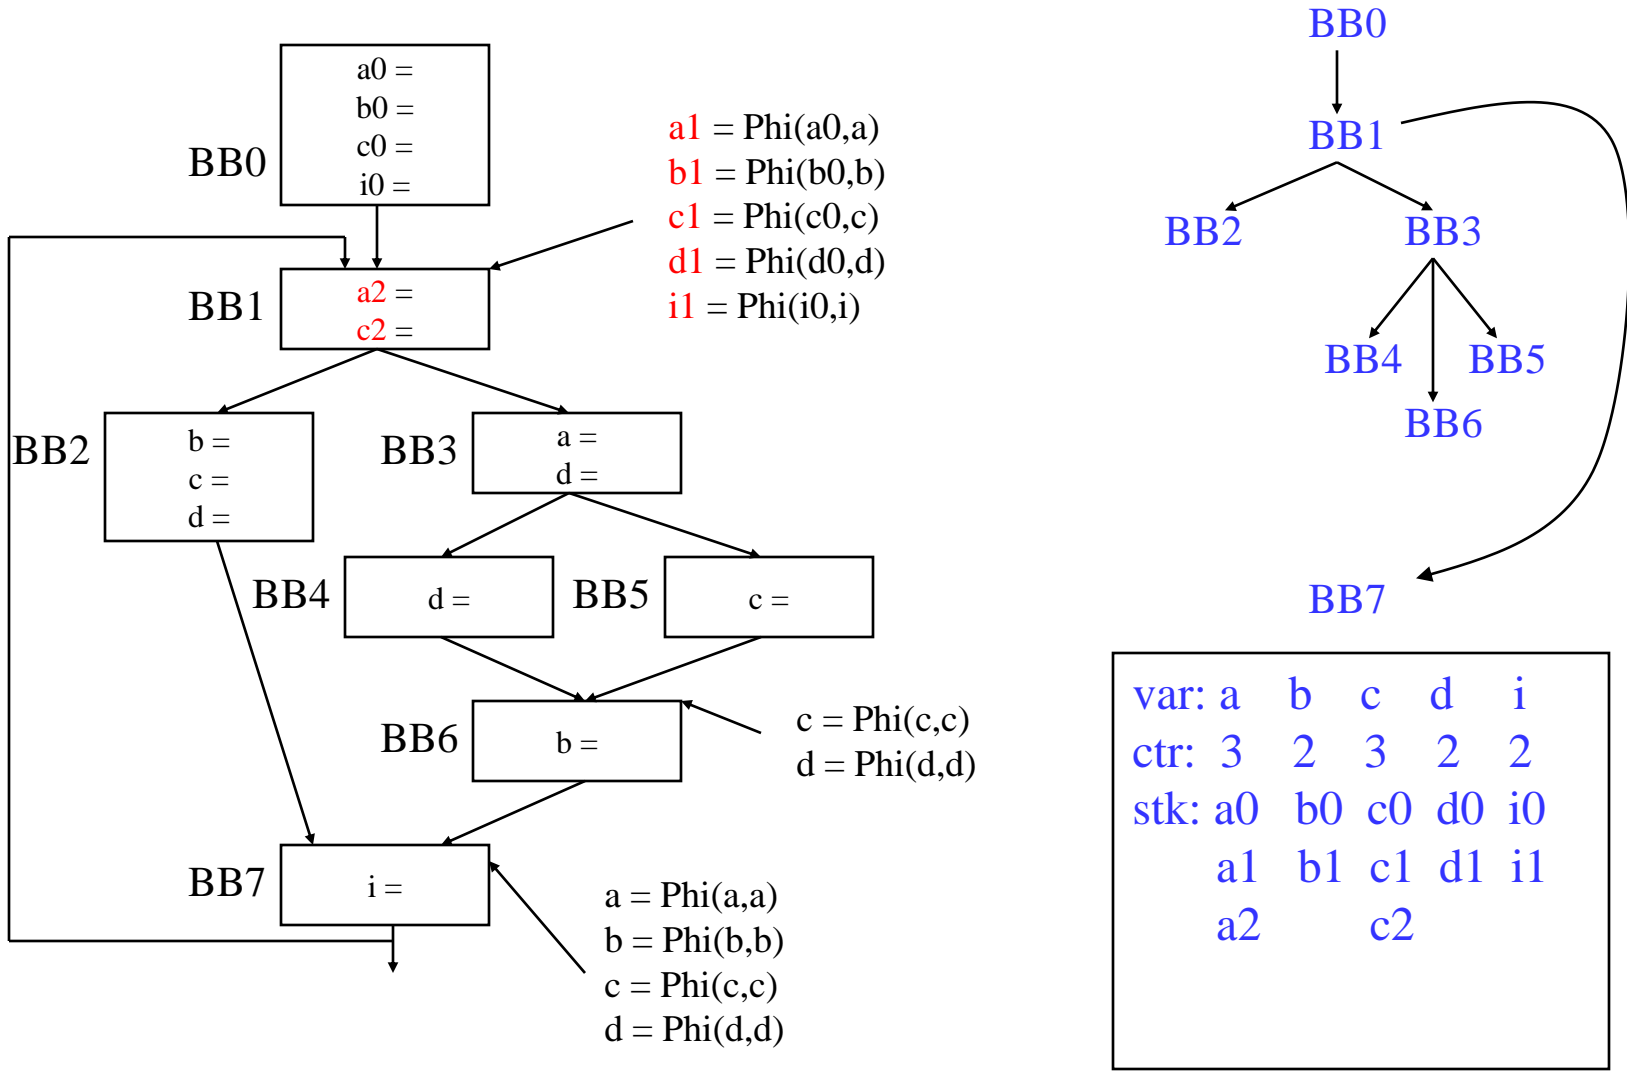 a0 =
b0 =
c0 =
i0 =
BB0
a1 = Phi(a0,a)
b1 = Phi(b0,b)
c1 = Phi(c0,c)
d1 = Phi(d0,d)
i1 = Phi(i0,i)
BB1
a2 =
c2 =
BB2
b =
c =
d =
BB3
a =
d =
BB4
d =
BB5
c =
BB6
b =
c = Phi(c,c)
d = Phi(d,d)
BB7
i =
a = Phi(a,a)
b = Phi(b,b)
c = Phi(c,c)
d = Phi(d,d)
BB0
BB1
BB2 BB3
BB4 BB5
BB6
BB7
var: a b c d i
ctr: 3 2 3 2 2
stk: a0 b0 c0 d0 i0
a1 b1 c1 d1 i1
a2 c2